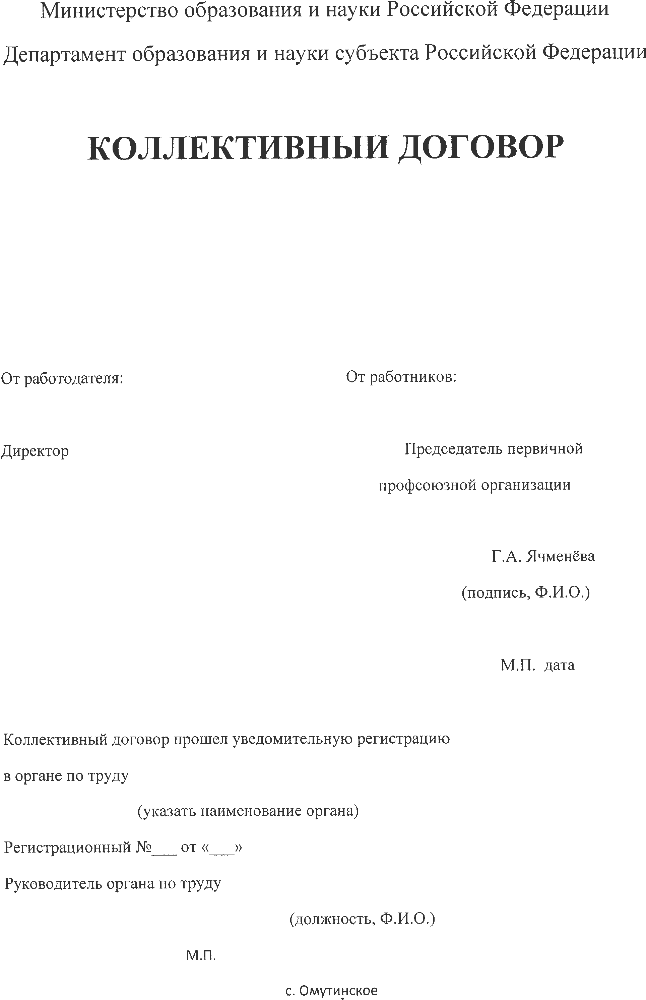 Министерство образования и науки Российской Федерации
Департамент образования и науки субъекта Российской Федерации
КОЛЛЕКТИВНЫЙ ДОГОВОР
От работодателя: От работников:
Директор Председатель первичной
профсоюзной организации
Г.А. Ячменёва
(подпись, Ф.И.О.)
М.П. дата
Коллективный договор прошел уведомительную регистрацию
в органе по труду
(указать наименование органа)
Регистрационный №___ от «___»
Руководитель органа по труду
(должность, Ф.И.О.)
М.П.
с. Омутинское